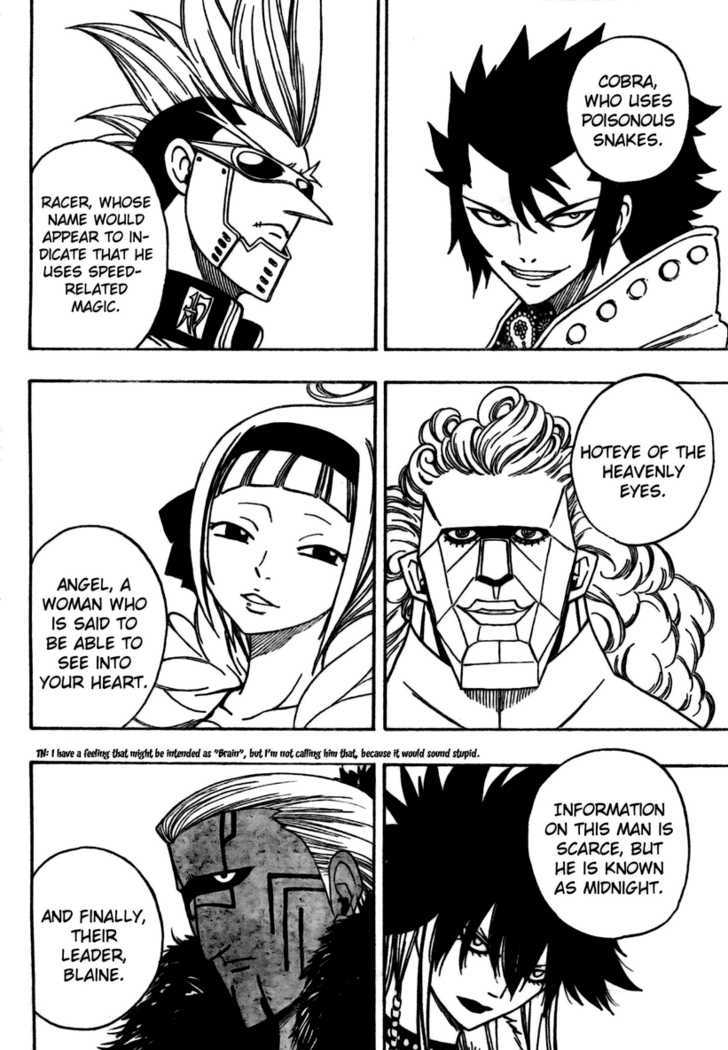 COBRA,
WHO USES
POISONOUS
SNAKES.
RACER, WHOSE
NAME WOULD
APPEAR TO IN-
DICATE THAT HE
USES SPEED-
RELATED
MAGIC.
HOTEYE OF THE
HEAVENLY
EYES.
ANGEL, A
WOMAN WHO
IS SAID TO
BE ABLE TO
SEE INTO
YOUR HEART.
TN: I have a feeling that might be intended as "Brain", but I'm not calling him that, because it would sound stupid.
INFORMATION
ON THIS MAN IS
SCARCE, BUT
HE IS KNOWN
AS MIDNIGHT.
AND FINALLY,
THEIR
LEADER,
BLAINE.